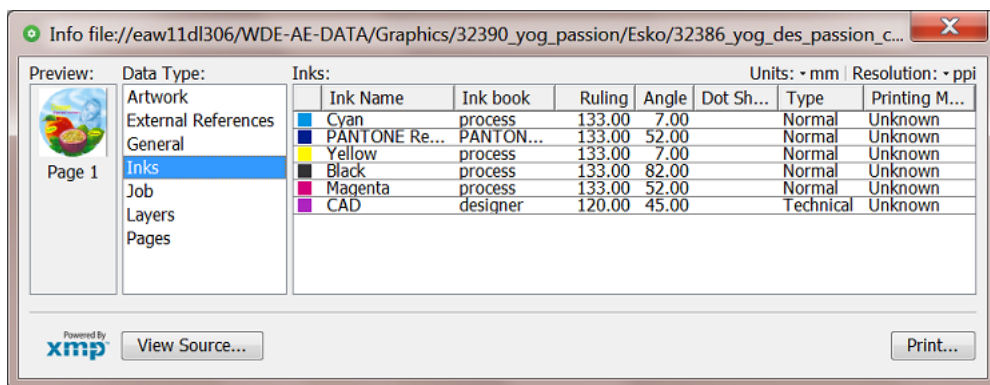 Info file://eaw11dl306/WDE-AE-DATA/Graphics/32390_yog_passion/Esko/32386_yog_des_passion_c...
Preview:
Page 1
Data Type:
Artwork
External References
General
Inks
Job
Layers
Pages
Inks:
Units: mm Resolution: ppi
Ink Name Ink book Ruling Angle Dot Sh... Type Printing M...
Cyan process 133.00 7.00 Normal Unknown
PANTONE Re... PANTON... 133.00 52.00 Normal Unknown
Yellow process 133.00 7.00 Normal Unknown
Black process 133.00 82.00 Normal Unknown
Magenta process 133.00 52.00 Normal Unknown
CAD designer 120.00 45.00 Technical Unknown
Powered By
xmp
View Source...
Print...